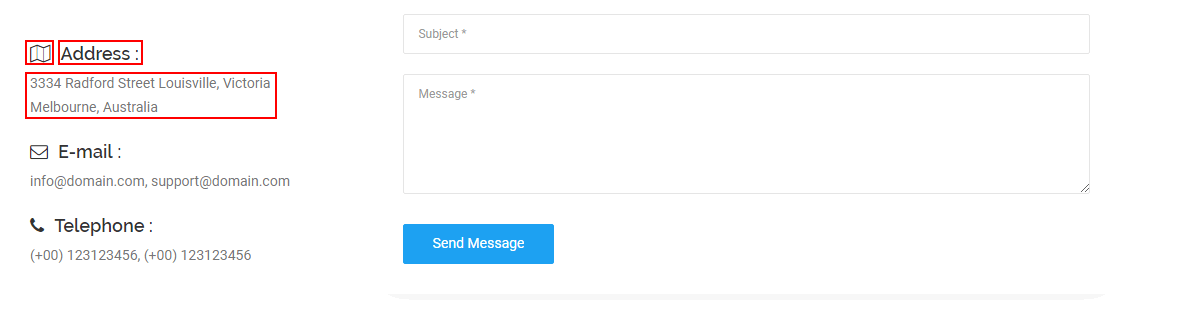 Address :
3334 Radford Street Louisville, Victoria
Melbourne, Australia
E-mail :
info@domain.com, support@domain.com
Telephone :
(+00) 123123456, (+00) 123123456
Subject *
Message *
Send Message